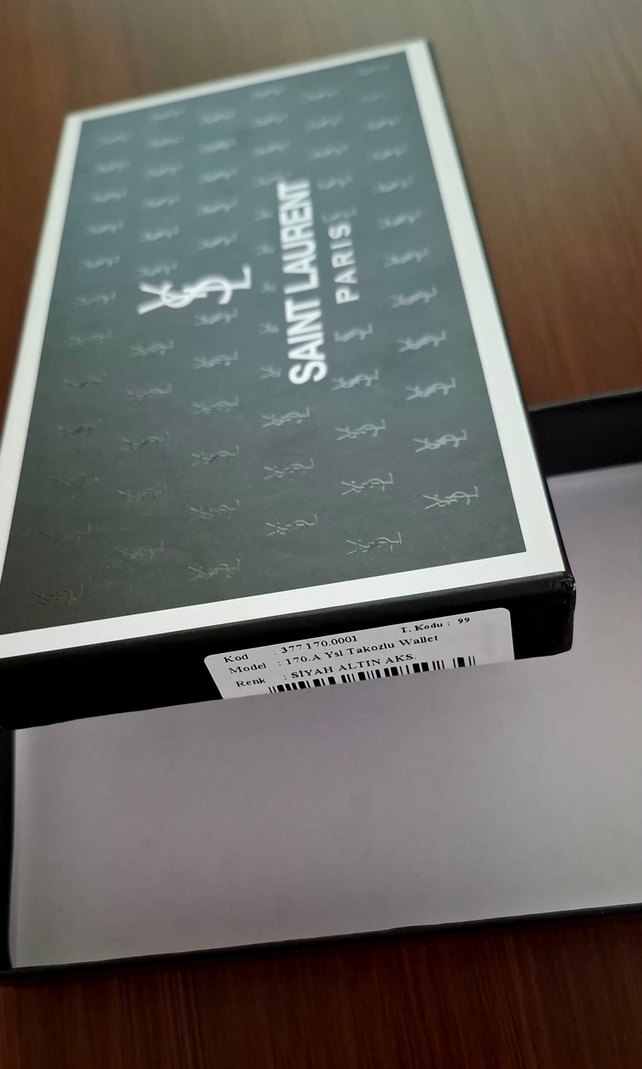 YSL
SAINT LAURENT
PARIS
Kod : 377 170.0001 T. Kodu : 99
Model : 170.A Ysl Takozlu Wallet
Renk : SİYAH ALTIN AKS.